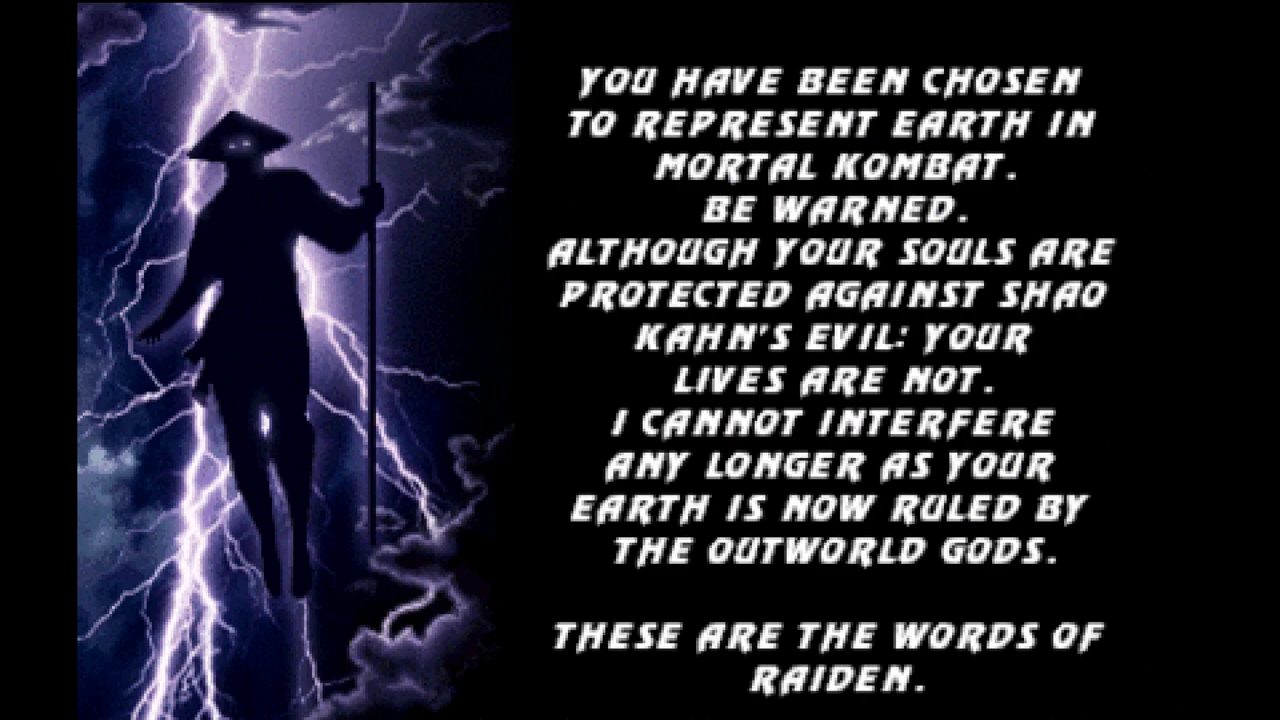 YOU HAVE BEEN CHOSEN
TO REPRESENT EARTH IN
MORTAL KOMBAT.
BE WARNED.
ALTHOUGH YOUR SOULS ARE
PROTECTED AGAINST SHAO
KAHN'S EVIL: YOUR
LIVES ARE NOT.
I CANNOT INTERFERE
ANY LONGER AS YOUR
EARTH IS NOW RULED BY
THE OUTWORLD GODS.
THESE ARE THE WORDS OF
RAIDEN.